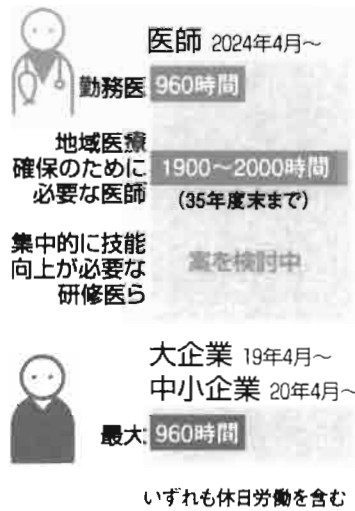 医師 2024年4月～
勤務医 960時間
地域医療
確保のために
必要な医師
1900～2000時間
(35年度末まで)
集中的に技能
向上が必要な
研修医ら
案を検討中
大企業 19年4月～
中小企業 20年4月～
最大 960時間
いずれも休日労働を含む